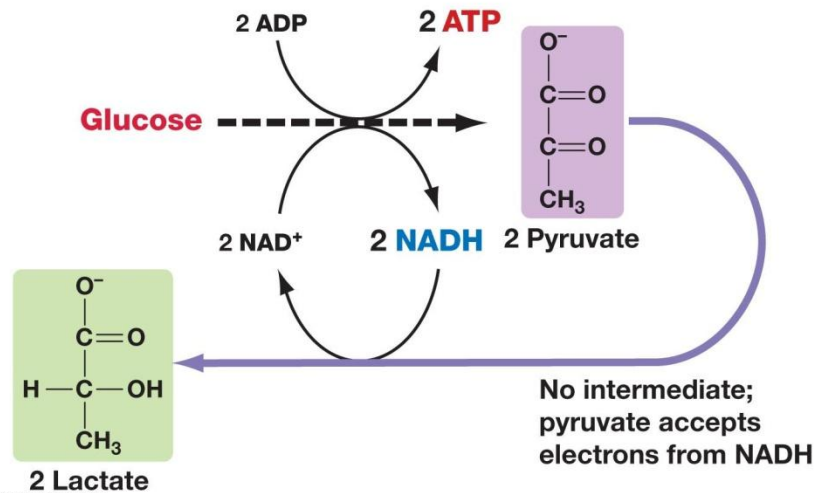 2 ADP
2 ATP
Glucose
O⁻
C=O
C=O
CH₃
2 NAD⁺
2 NADH
2 Pyruvate
O⁻
C=O
H—C—OH
CH₃
2 Lactate
No intermediate;
pyruvate accepts
electrons from NADH